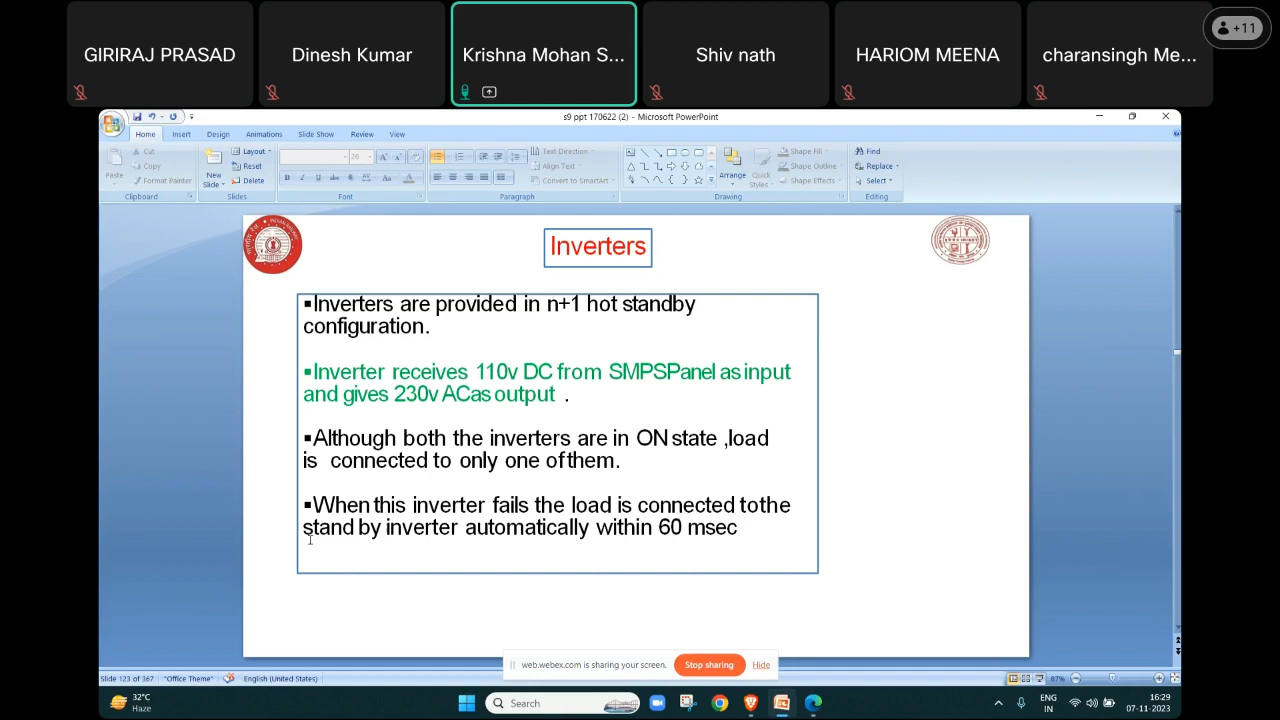 GIRIRAJ PRASAD
Dinesh Kumar
Krishna Mohan S...
Shiv nath
HARIOM MEENA
charansingh Me...
+11
s9 ppt 170622 (2) - Microsoft PowerPoint
Home
Insert
Design
Animations
Slide Show
Review
View
Paste
Cut
Copy
Format Painter
Clipboard
New
Slide
Layout
Reset
Delete
Slides
26
Font
Text Direction
Align Text
Convert to SmartArt
Paragraph
Arrange
Quick
Styles
Shape Fill
Shape Outline
Shape Effects
Drawing
Find
Replace
Select
Editing
Inverters
▪Inverters are provided in n+1 hot standby
configuration.
▪Inverter receives 110v DC from SMPSPanel as input
and gives 230v ACas output .
▪Although both the inverters are in ON state ,load
is connected to only one of them.
▪When this inverter fails the load is connected tothe
stand by inverter automatically within 60 msec
web.webex.com is sharing your screen.
Stop sharing
Hide
Slide 123 of 367
"Office Theme"
English (United States)
87%
32°C
Haze
Search
ENG
IN
16:29
07-11-2023